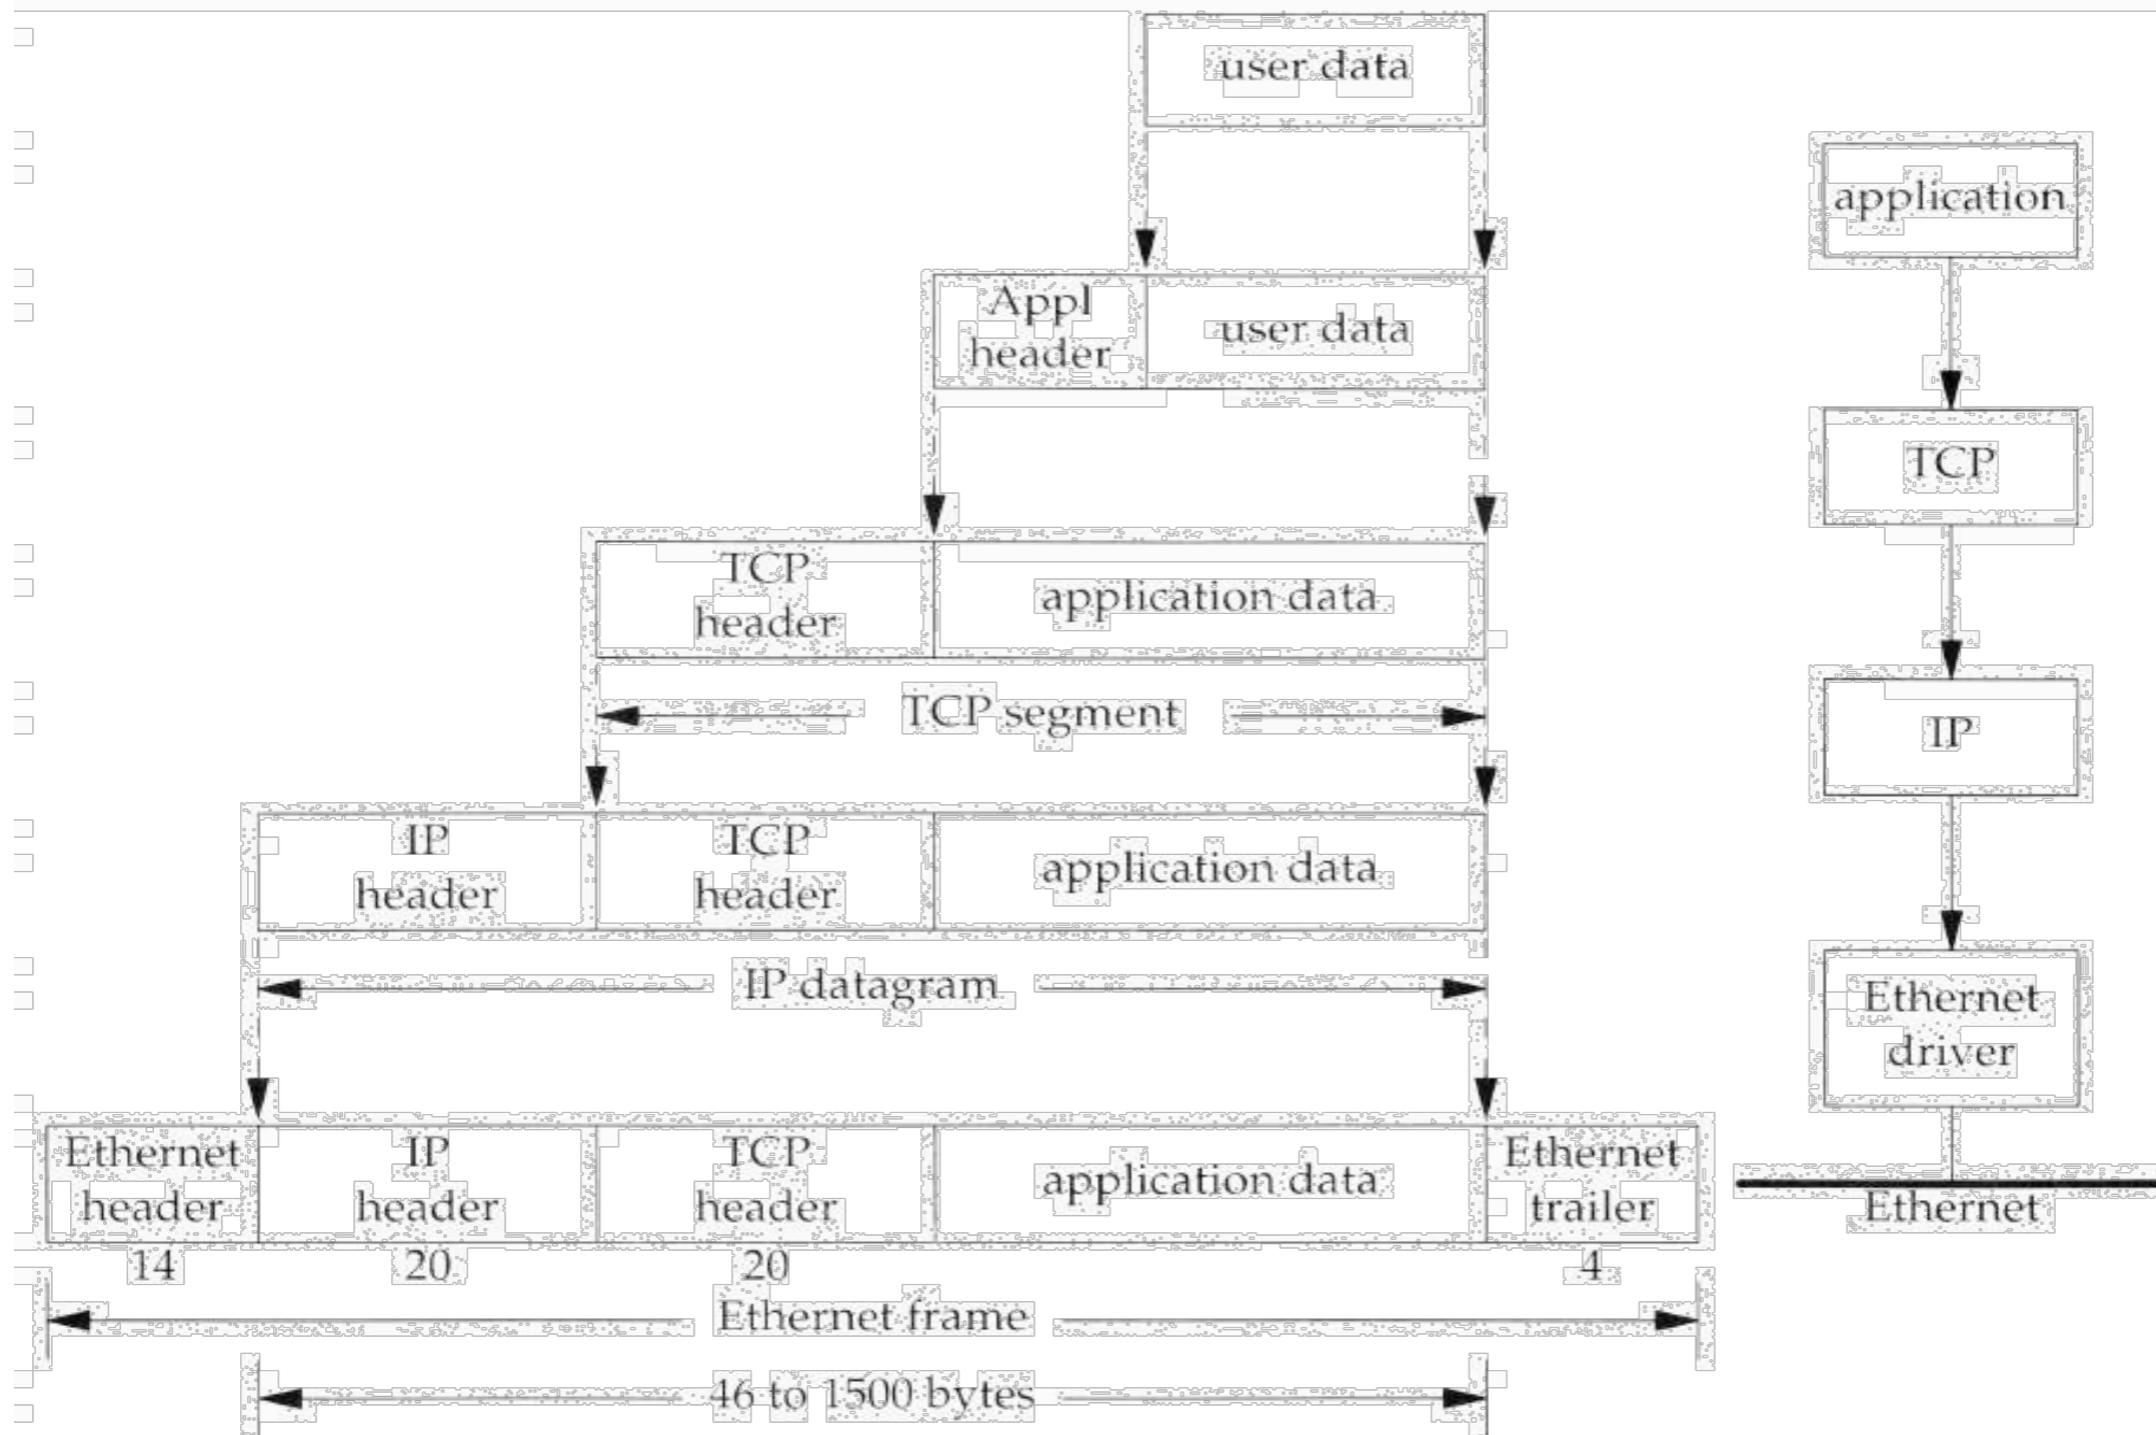 user data
application
Appl
header
user data
TCP
TCP
header
application data
TCP segment
IP
IP
header
TCP
header
application data
IP datagram
Ethernet
driver
Ethernet
header
IP
header
TCP
header
application data
Ethernet
trailer
Ethernet
14
20
20
4
Ethernet frame
46 to 1500 bytes